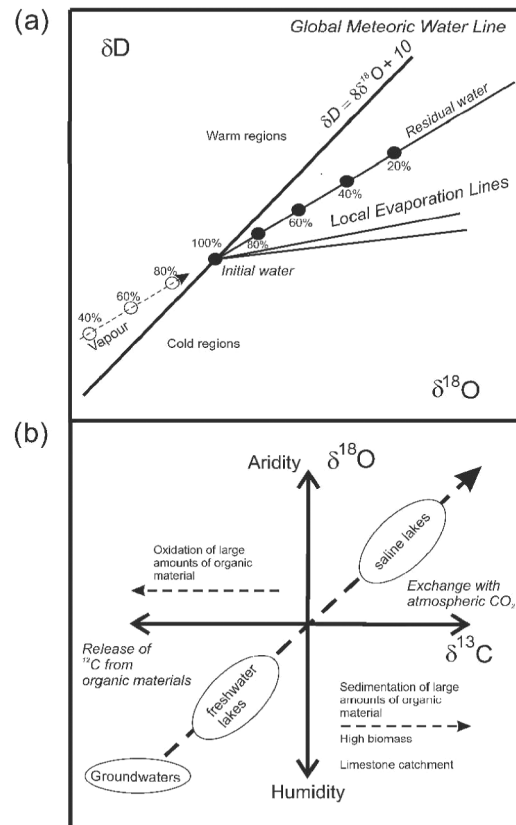 (a)
δD
Global Meteoric Water Line
δD = 8δ¹⁸O + 10
Warm regions
Residual water
20%
40%
60%
80%
100%
Local Evaporation Lines
Initial water
80%
60%
40%
Vapour
Cold regions
δ¹⁸O
(b)
Aridity
δ¹⁸O
saline lakes
Oxidation of large
amounts of organic
material
Exchange with
atmospheric CO₂
δ¹³C
Release of
¹²C from
organic materials
freshwater
lakes
Sedimentation of large
amounts of organic
material
High biomass
Limestone catchment
Groundwaters
Humidity